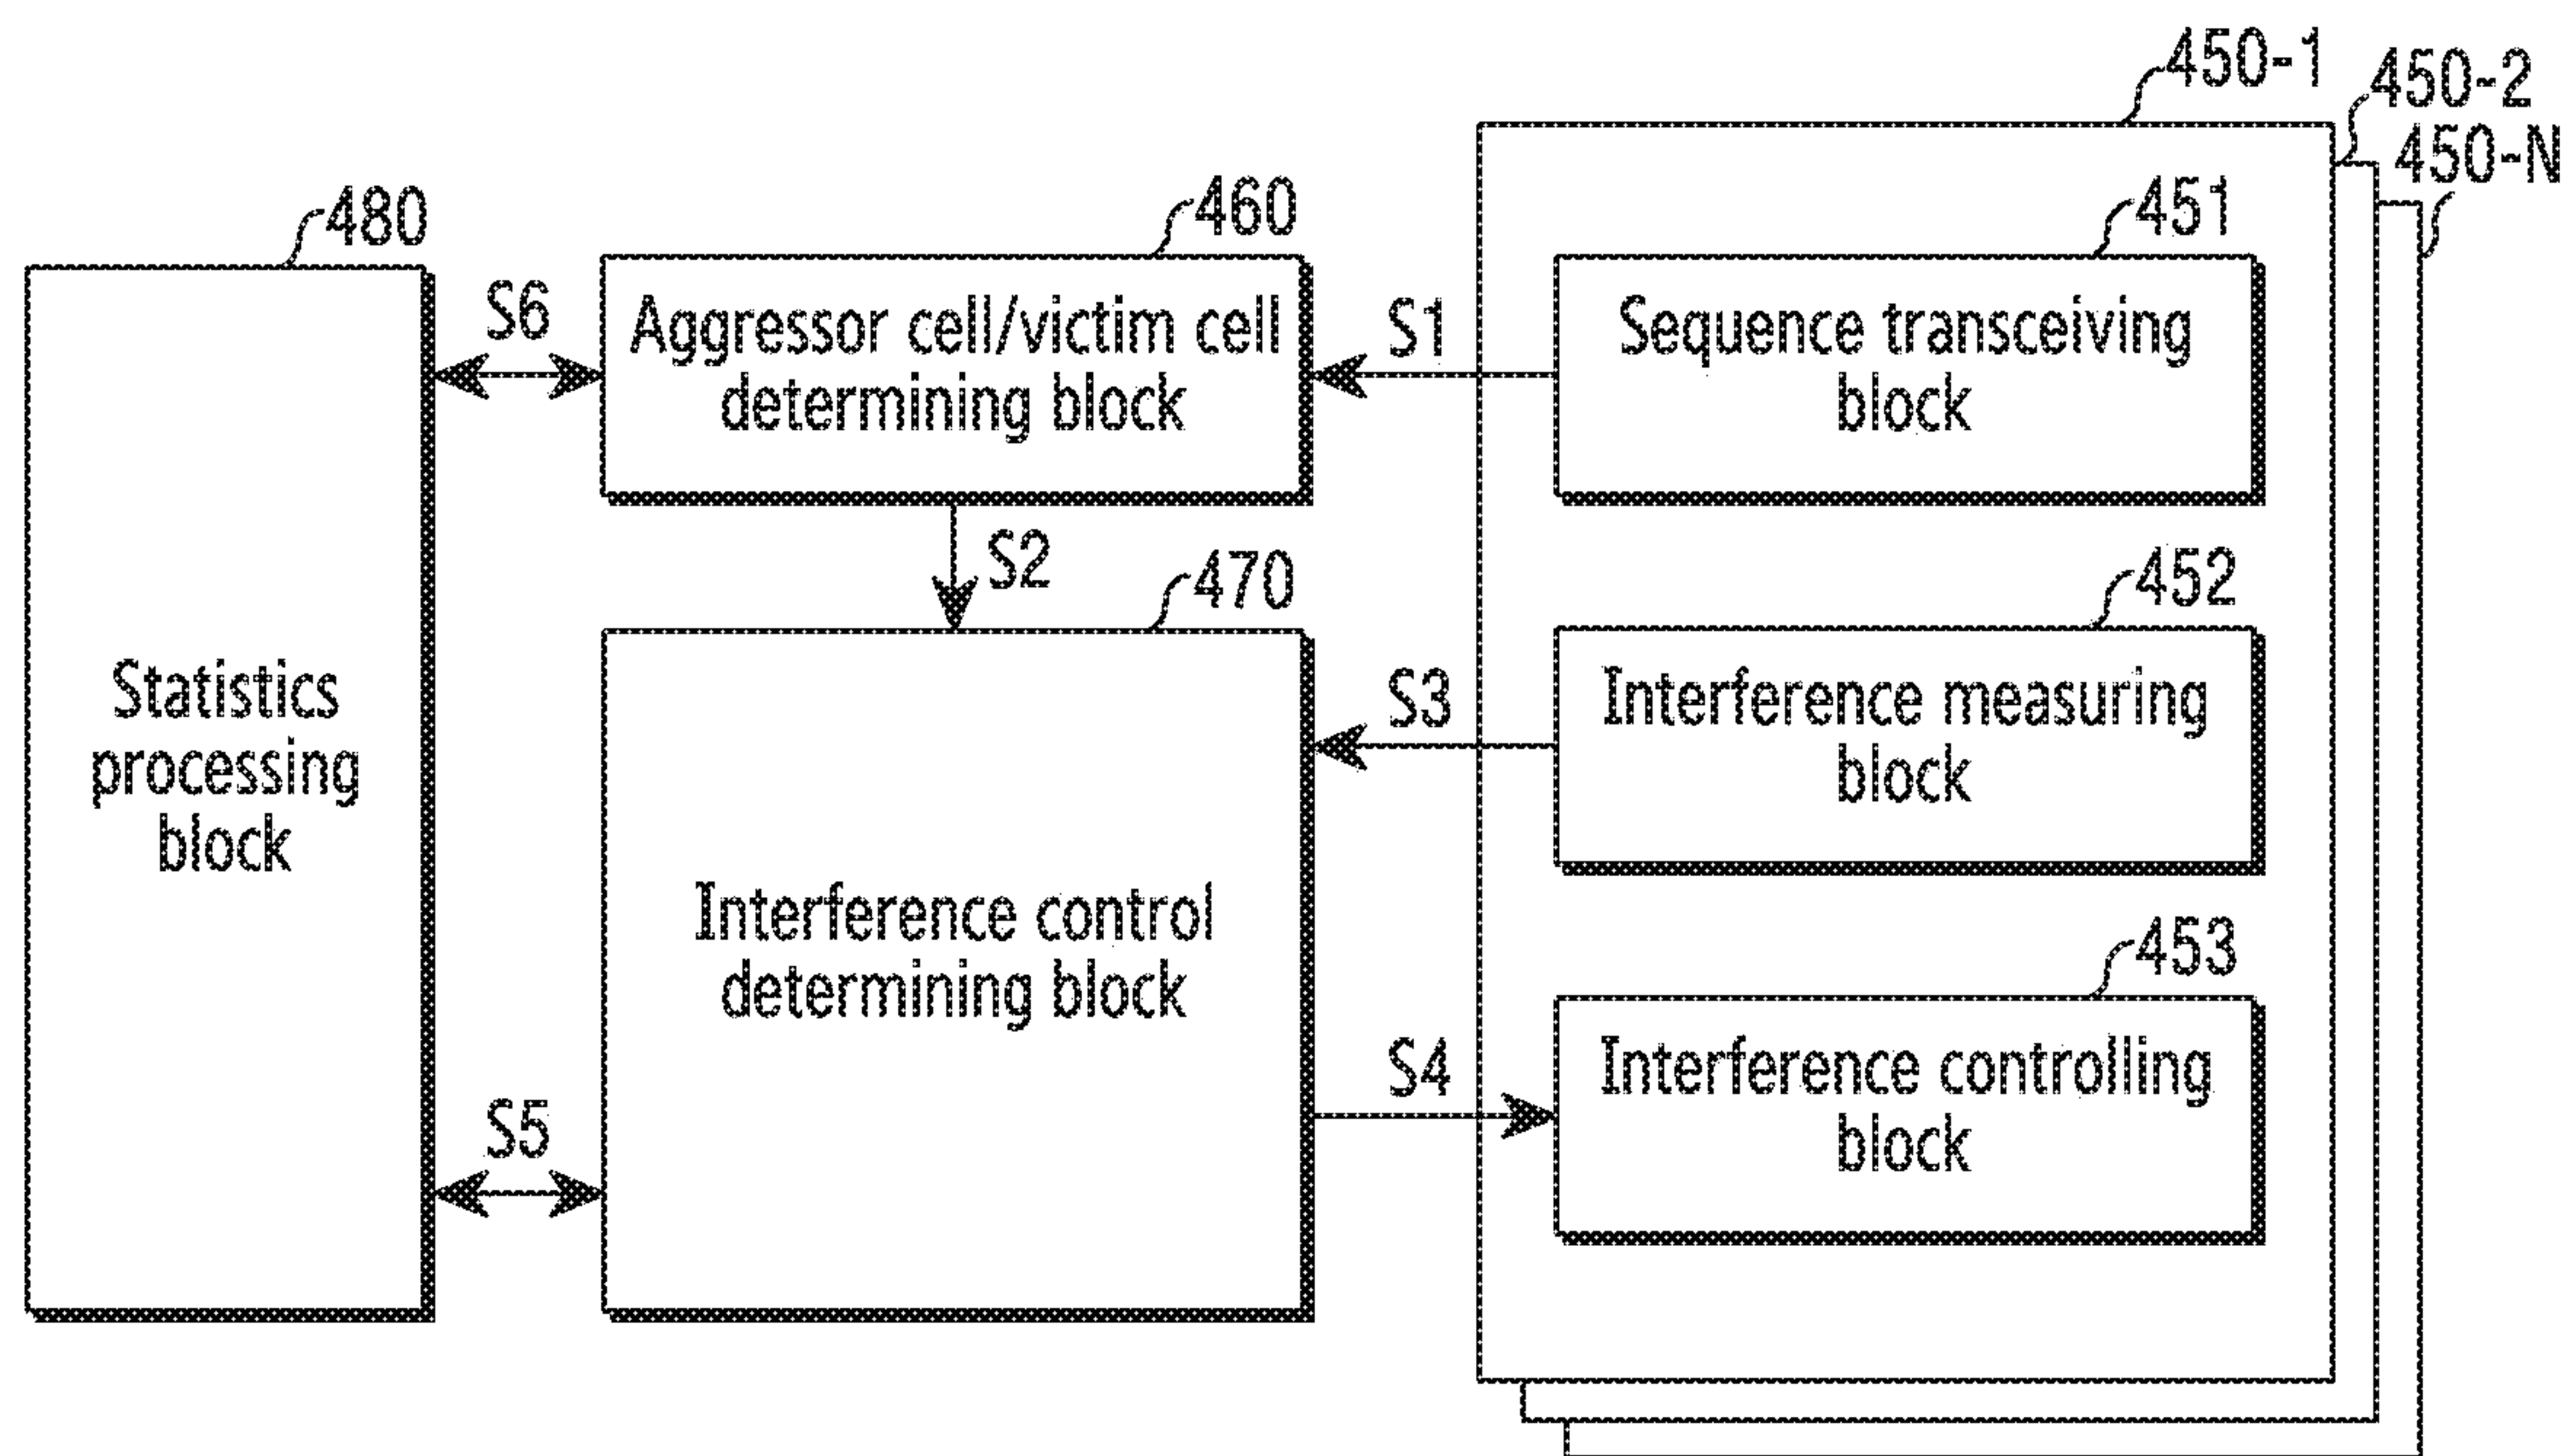 450-1
450-2
450-N
480
460
451
S6
Aggressor cell/victim cell
determining block
S1
Sequence transceiving
block
S2
470
452
Statistics
processing
block
S3
Interference measuring
block
Interference control
determining block
453
S4
Interference controlling
block
S5